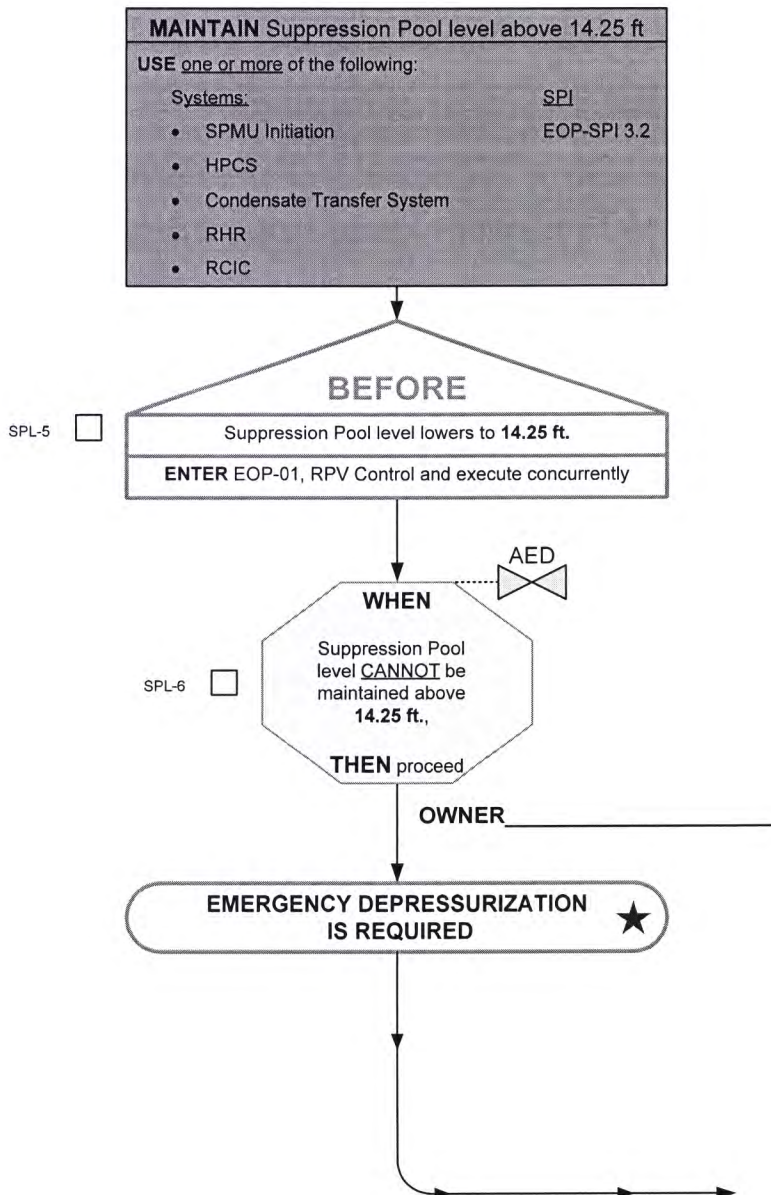 MAINTAIN Suppression Pool level above 14.25 ft
USE one or more of the following:
Systems: SPI
• SPMU Initiation EOP-SPI 3.2
• HPCS
• Condensate Transfer System
• RHR
• RCIC
BEFORE
SPL-5
Suppression Pool level lowers to 14.25 ft.
ENTER EOP-01, RPV Control and execute concurrently
AED
WHEN
Suppression Pool
level CANNOT be
maintained above
14.25 ft.,
SPL-6
THEN proceed
OWNER
EMERGENCY DEPRESSURIZATION
IS REQUIRED